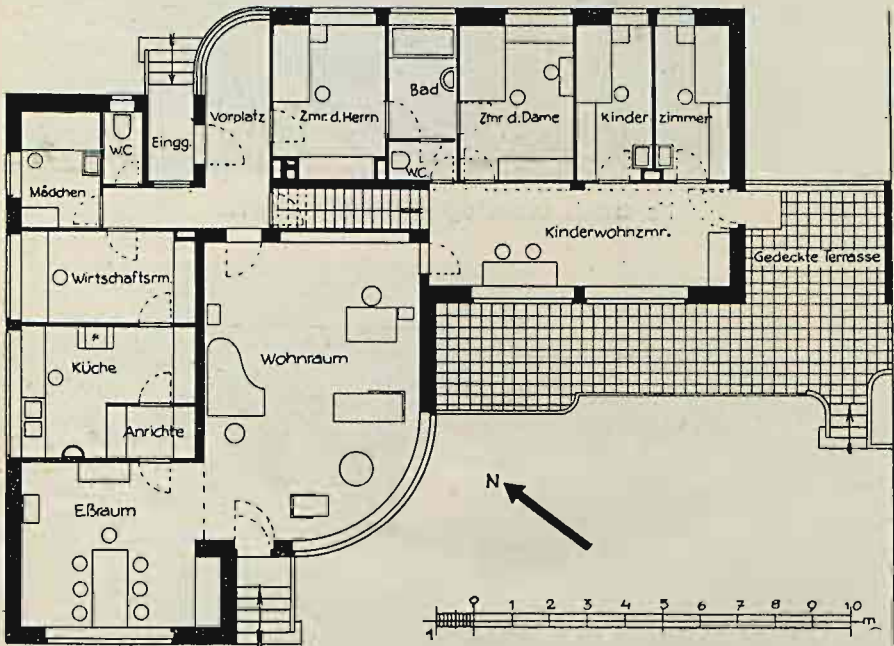 Vorplatz
Zmr. d. Herrn
Bad
Zmr d. Dame
Kinder zimmer
W.C
Eingg.
WC.
Mädchen
Kinderwohnzmr.
Gedeckte Terrasse
Wirtschaftsrm.
Wohnraum
Küche
Anrichte
Eßraum
N
1 0 1 2 3 4 5 6 7 8 9 10 m